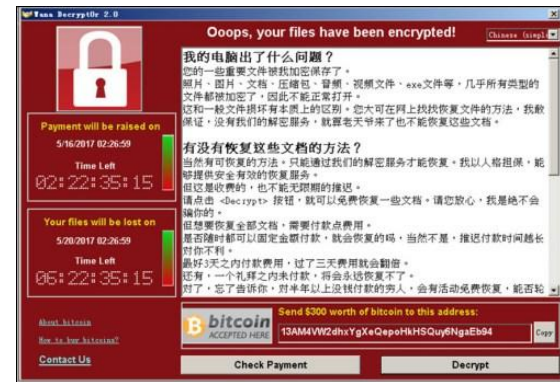 Wana Decrypt0r 2.0
Ooops, your files have been encrypted!
Chinese (simpl
我的电脑出了什么问题？
您的一些重要文件被我加密保存了。
照片、图片、文档、压缩包、音频、视频文件、exe文件等，几乎所有类型的
文件都被加密了，因此不能正常打开。
这和一般文件损坏有本质上的区别。您大可在网上找找恢复文件的方法，我敢
保证，没有我们的解密服务，就算老天爷来了也不能恢复这些文档。
有没有恢复这些文档的方法？
当然有可恢复的方法。只能通过我们的解密服务才能恢复。我以人格担保，能
够提供安全有效的恢复服务。
但这是收费的，也不能无限期的推迟。
请点击 <Decrypt> 按钮，就可以免费恢复一些文档。请您放心，我是绝不会
骗你的。
但想要恢复全部文档，需要付款点费用。
是否随时都可以固定金额付款，就会恢复的吗，当然不是，推迟付款时间越长
对你不利。
最好3天之内付款费用，过了三天费用就会翻倍。
还有，一个礼拜之内未付款，将会永远恢复不了。
对了，忘了告诉你，对半年以上没钱付款的穷人，会有活动免费恢复，能否轮
Payment will be raised on
5/16/2017 02:26:59
Time Left
02:22:35:15
Your files will be lost on
5/20/2017 02:26:59
Time Left
06:22:35:15
About bitcoin
How to buy bitcoins?
Contact Us
bitcoin
ACCEPTED HERE
Send $300 worth of bitcoin to this address:
13AM4VW2dhxYgXeQepoHkHSQuy6NgaEb94
Copy
Check Payment
Decrypt